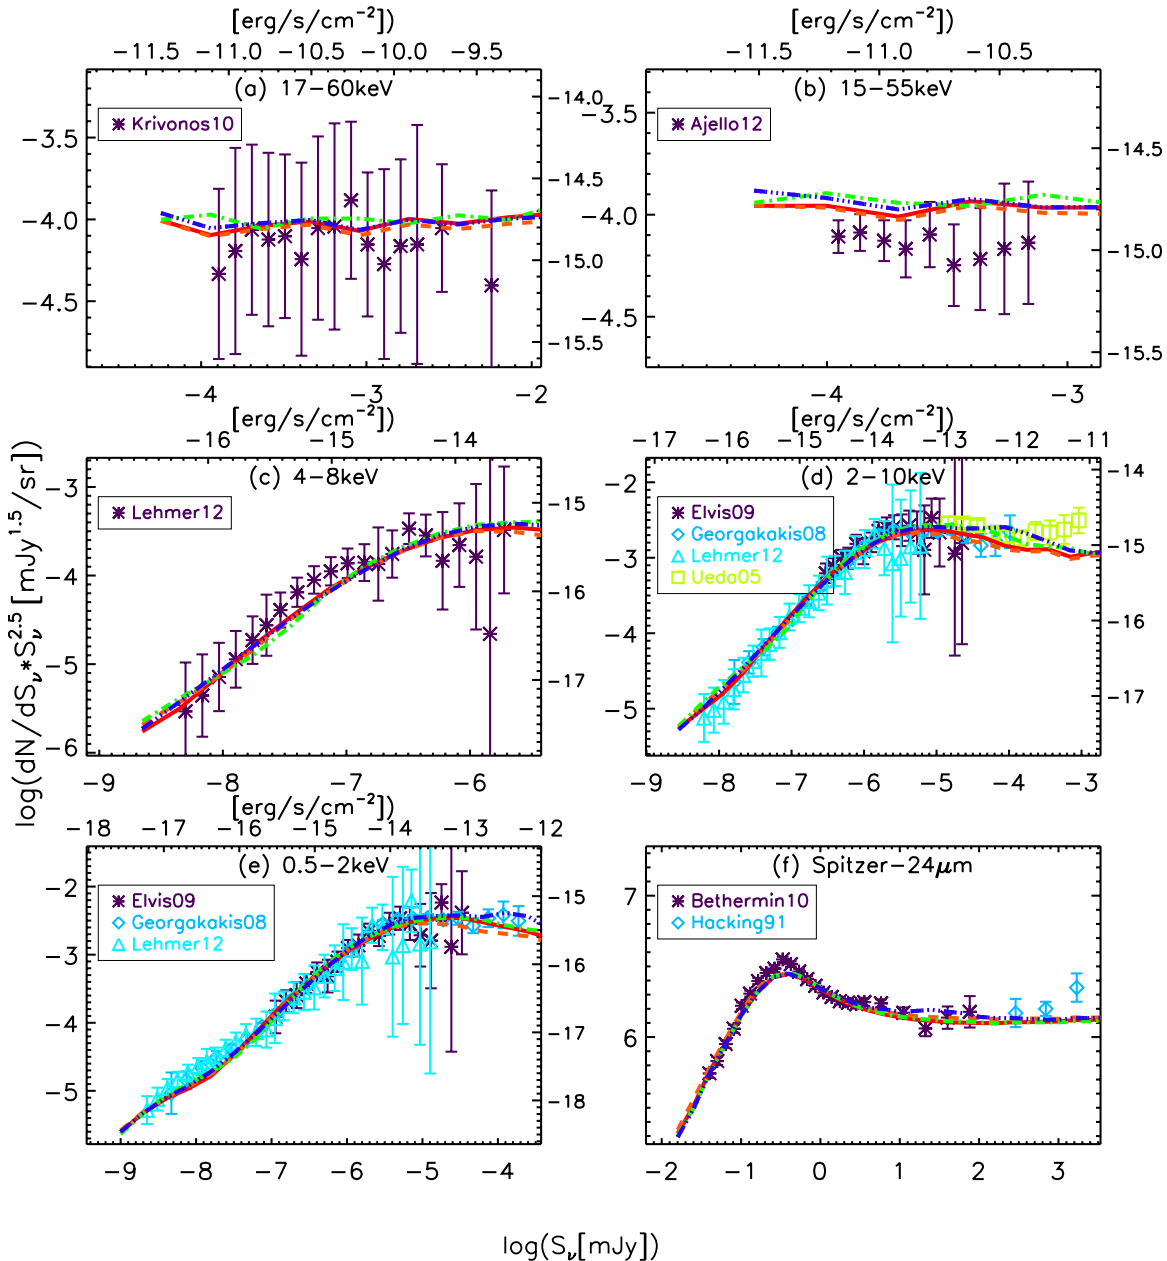 [erg/s/cm⁻²])
[erg/s/cm⁻²])
−11.5 −11.0 −10.5 −10.0 −9.5
−11.5 −11.0 −10.5
(a) 17−60keV
(b) 15−55keV
Krivonos10
Ajello12
−3.5
−4.0
−4.5
−14.0
−14.5
−15.0
−15.5
−3.5
−4.0
−4.5
−14.5
−15.0
−15.5
−4 −3 −2
−4 −3
[erg/s/cm⁻²])
[erg/s/cm⁻²])
−16 −15 −14
−17 −16 −15 −14 −13 −12 −11
(c) 4−8keV
(d) 2−10keV
Lehmer12
Elvis09
Georgakakis08
Lehmer12
Ueda05
−3
−4
−5
−6
−15
−16
−17
−2
−3
−4
−5
−14
−15
−16
−17
−9 −8 −7 −6
−9 −8 −7 −6 −5 −4 −3
log(dN/dSν*Sν^2.5 [mJy^1.5/sr])
[erg/s/cm⁻²])
−18 −17 −16 −15 −14 −13 −12
(e) 0.5−2keV
(f) Spitzer−24μm
Elvis09
Georgakakis08
Lehmer12
Bethermin10
Hacking91
−2
−3
−4
−5
−15
−16
−17
−18
7
6
−9 −8 −7 −6 −5 −4
−2 −1 0 1 2 3
log(Sν[mJy])